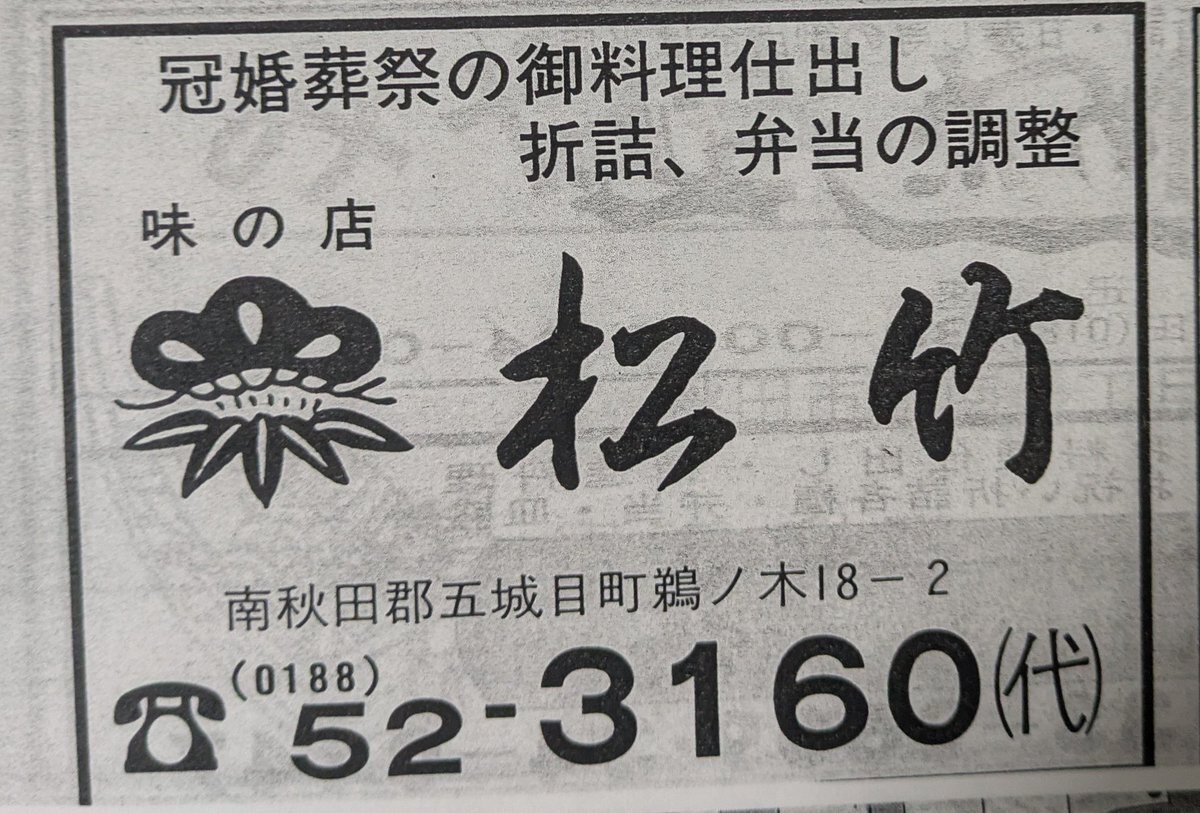 冠婚葬祭の御料理仕出し
折詰、弁当の調整
味の店
松竹
南秋田郡五城目町鵜ノ木18－2
☎(0188)52-3160(代)